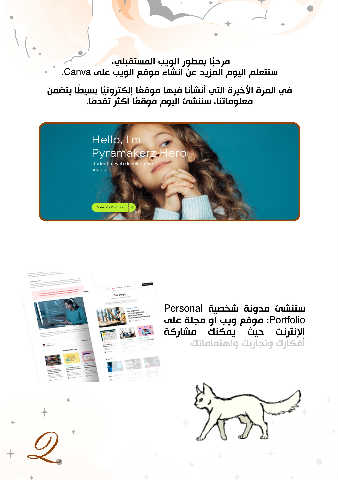 مرحبًا بمطور الويب المستقبلي،
سنتعلم اليوم المزيد عن انشاء موقع الويب على Canva.
في المرة الأخيرة التي أنشأنا فيها موقعًا إلكترونيًا بسيطًا يتضمن
معلوماتنا، سننشئ اليوم موقعًا أكثر تقدمًا.
Hello, I'm
Pyramakerz Hero
سننشئ مدونة شخصية Personal
Portfolio: موقع ويب أو مجلة على
الإنترنت حيث يمكنك مشاركة
أفكارك وتجاربك واهتماماتك
2